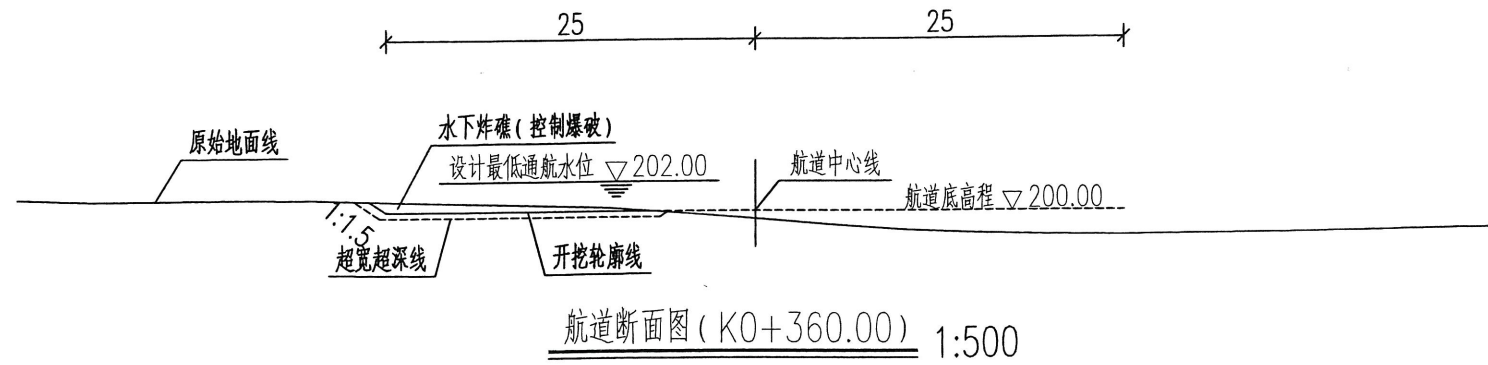 25
25
水下炸礁(控制爆破)
原始地面线
设计最低通航水位 ▽202.00
航道中心线
航道底高程 ▽200.00
1:1.5
超宽超深线
开挖轮廓线
航道断面图(K0+360.00) 1:500